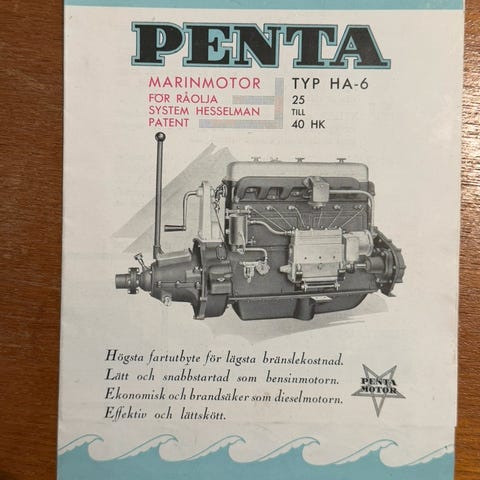 PENTA
MARINMOTOR TYP HA-6
FÖR RÅOLJA 25
SYSTEM HESSELMAN TILL
PATENT 40 HK
Högsta fartutbyte för lägsta bränslekostnad.
Lätt och snabbstartad som bensinmotorn.
Ekonomisk och brandsäker som dieselmotorn.
Effektiv och lättskött.
PENTA
MOTOR